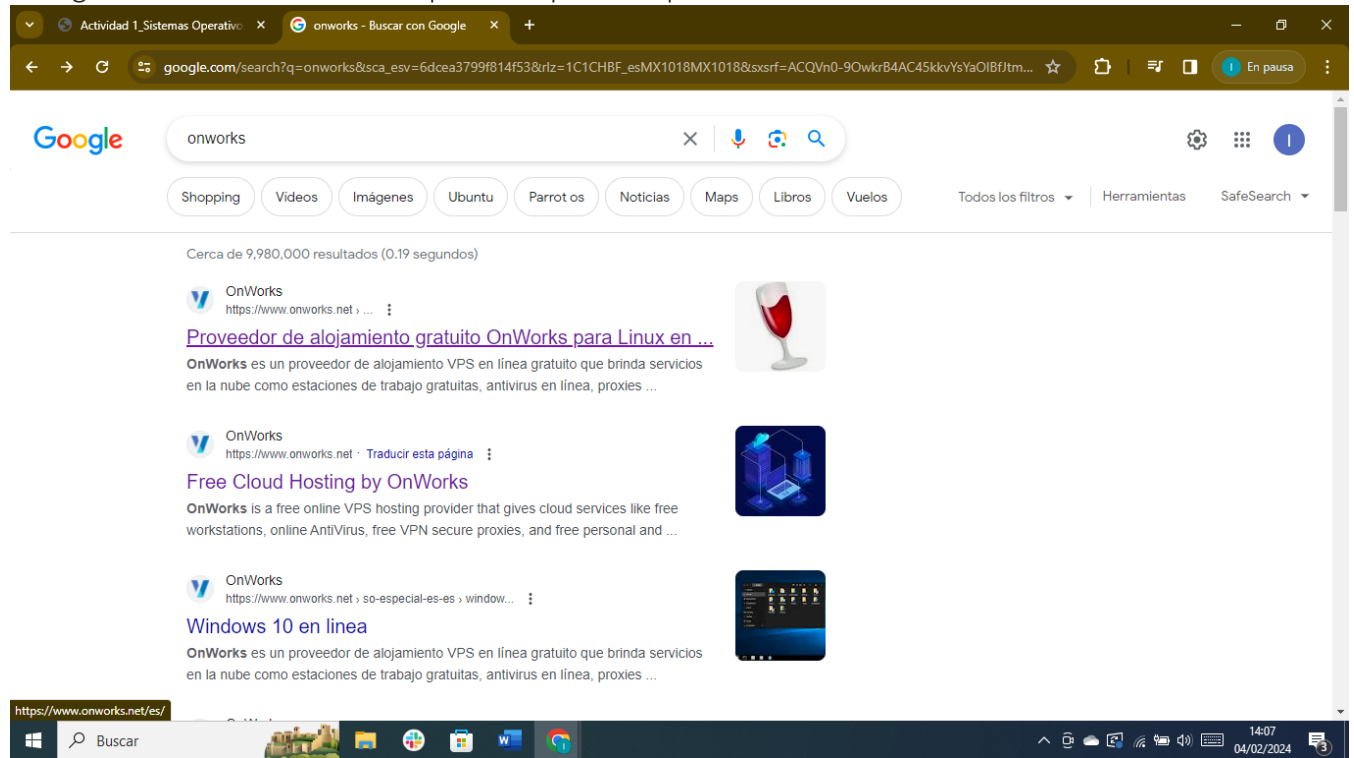 Actividad 1_Sistemas Operativo
onworks - Buscar con Google
google.com/search?q=onworks&sca_esv=6dcea3799f814f53&rlz=1C1CHBF_esMX1018MX1018&sxsrf=ACQVn0-9OwkrB4AC45kkvYsYaOIBfJtm...
En pausa
Google
onworks
I
Shopping Videos Imágenes Ubuntu Parrot os Noticias Maps Libros Vuelos Todos los filtros Herramientas SafeSearch
Cerca de 9,980,000 resultados (0.19 segundos)
OnWorks
https://www.onworks.net › ...
Proveedor de alojamiento gratuito OnWorks para Linux en ...
OnWorks es un proveedor de alojamiento VPS en línea gratuito que brinda servicios
en la nube como estaciones de trabajo gratuitas, antivirus en línea, proxies ...
OnWorks
https://www.onworks.net · Traducir esta página
Free Cloud Hosting by OnWorks
OnWorks is a free online VPS hosting provider that gives cloud services like free
workstations, online AntiVirus, free VPN secure proxies, and free personal and ...
OnWorks
https://www.onworks.net › so-especial-es-es › window...
Windows 10 en linea
OnWorks es un proveedor de alojamiento VPS en línea gratuito que brinda servicios
en la nube como estaciones de trabajo gratuitas, antivirus en línea, proxies ...
https://www.onworks.net/es/
Buscar
14:07
04/02/2024
3